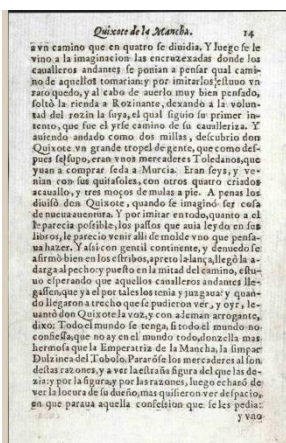 Quixote de la Mancha. 14
a vn camino que en quatro se diuidia. Y luego se le
vino a la imaginacion las encruzexadas donde los
caualleros andantes se ponian a pensar qual cami-
no de aquellos tomarian: y por imitarlos, estuuo vn
rato quedo, y al cabo de auerlo muy bien pensado,
soltò la rienda a Rozinante, dexando a la volun-
tad del rozin la suya, el qual siguio su primer in-
tento, que fue el yrse camino de su caualleriza. Y
auiendo andado como dos millas, descubrio don
Quixote vn grande tropel de gente, que como des-
pues se supo, eran vnos mercaderes Toledanos, que
yuan a comprar seda a Murcia. Eran seys, y ve-
nian con sus quitasoles, con otros quatro criados
acauallo, y tres moços de mulas a pie. A penas los
diuisò don Quixote, quando se imaginò ser cosa
de nueua auentura. Y por imitar en todo, quanto a el
le parecia possible, los passos que auia leydo en sus
libros, le parecio venir alli de molde vno que pensa-
ua hazer. Y assi con gentil continente, y denuedo se
afirmò bien en los estribos, apreto la lança, llegò la a-
darga al pecho: y puesto en la mitad del camino, estu-
uo esperando que aquellos caualleros andantes lle-
gassen, que ya el por tales los tenia y juzgaua: y quan-
do llegaron a trecho que se pudieron ver, y oyr, le-
uantò don Quixote la voz, y con ademan arrogante,
dixo: Todo el mundo se tenga, si todo el mundo no
confiessa, que no ay en el mundo todo, donzella mas
hermosa que la Emperatriz de la Mancha, la simpar
Dulzinea del Toboso. Pararõse los mercaderes al son
destas razones, y a ver la estraña figura del que las de-
zia: y por la figura, y por las razones, luego echarõ de
ver la locura de su dueño, mas quisieron ver despacio,
en que paraua aquella confession que se les pedia:
y vno